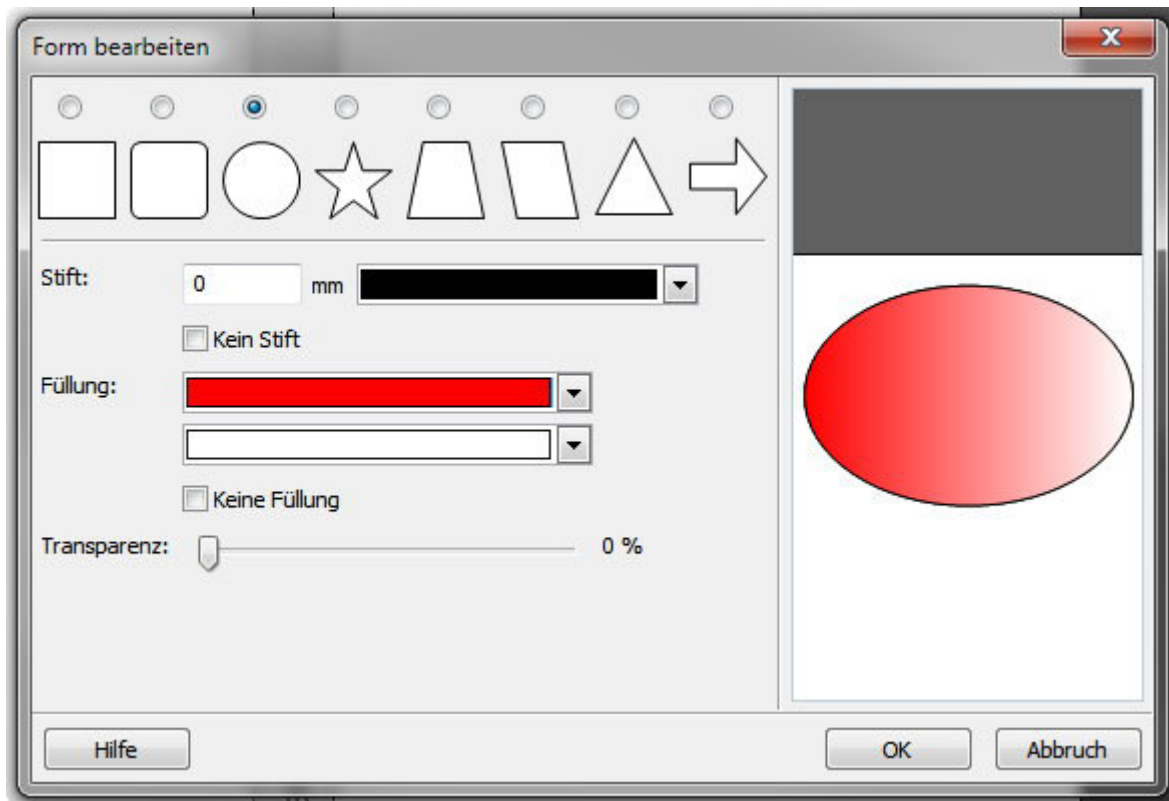 Form bearbeiten
Stift:
0
mm
Kein Stift
Füllung:
Keine Füllung
Transparenz:
0 %
Hilfe
OK
Abbruch